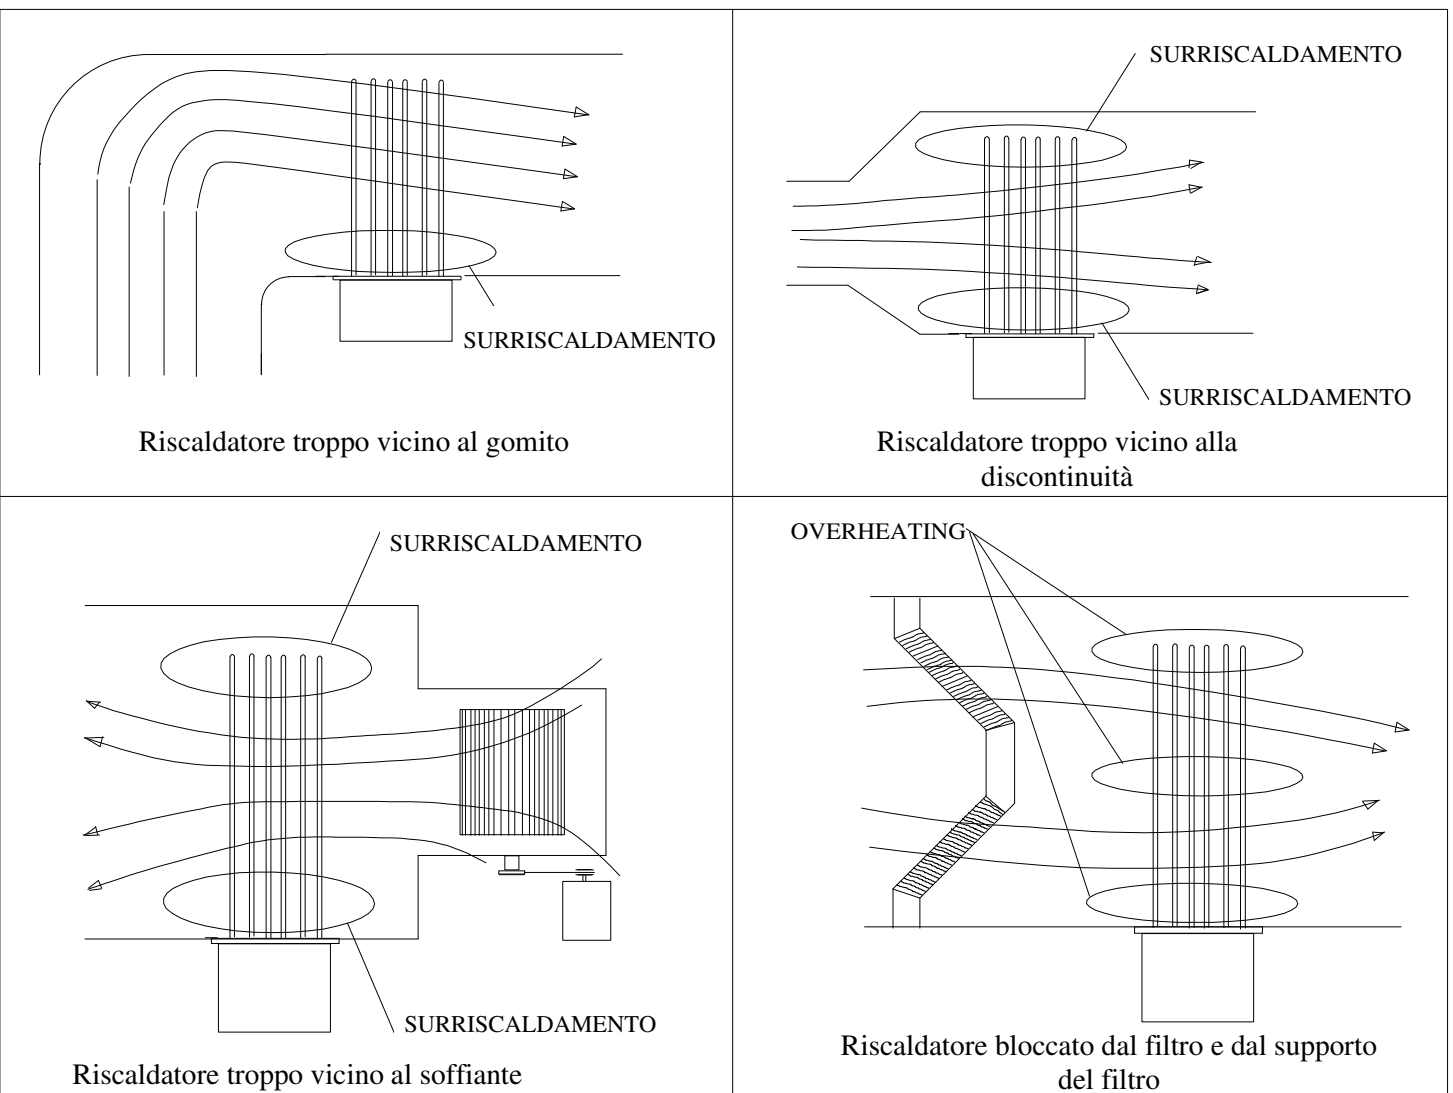 SURRISCALDAMENTO
Riscaldatore troppo vicino al gomito
SURRISCALDAMENTO
SURRISCALDAMENTO
Riscaldatore troppo vicino alla
discontinuità
SURRISCALDAMENTO
SURRISCALDAMENTO
Riscaldatore troppo vicino al soffiante
OVERHEATING
Riscaldatore bloccato dal filtro e dal supporto
del filtro